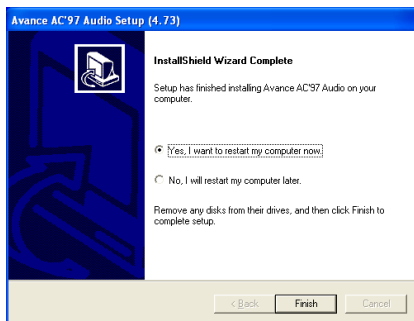 Avance AC'97 Audio Setup (4.73)
InstallShield Wizard Complete
Setup has finished installing Avance AC'97 Audio on your
computer.
Yes, I want to restart my computer now.
No, I will restart my computer later.
Remove any disks from their drives, and then click Finish to
complete setup.
< Back Finish Cancel